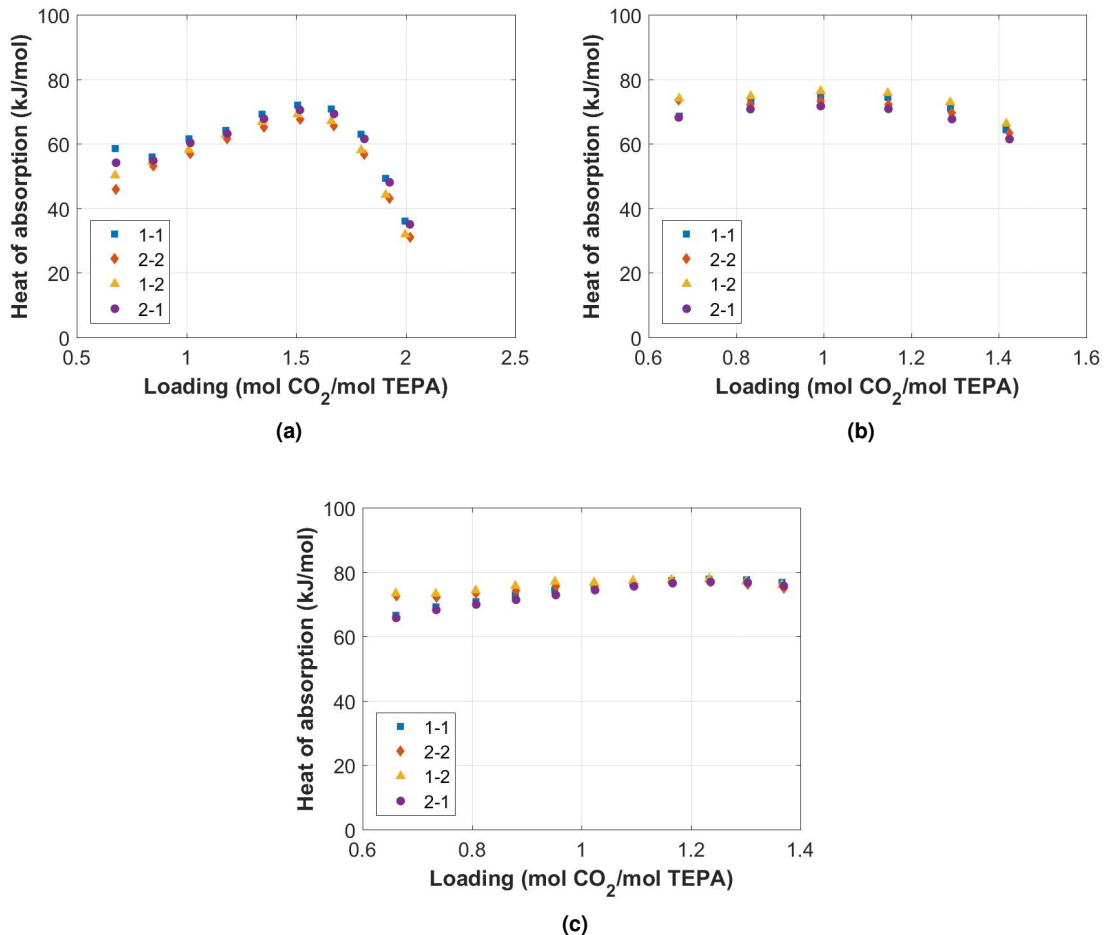 100
80
60
40
20
0
Heat of absorption (kJ/mol)
1-1
2-2
1-2
2-1
0.5 1 1.5 2 2.5
Loading (mol CO2/mol TEPA)
(a)
100
80
60
40
20
0
Heat of absorption (kJ/mol)
1-1
2-2
1-2
2-1
0.6 0.8 1 1.2 1.4 1.6
Loading (mol CO2/mol TEPA)
(b)
100
80
60
40
20
0
Heat of absorption (kJ/mol)
1-1
2-2
1-2
2-1
0.6 0.8 1 1.2 1.4
Loading (mol CO2/mol TEPA)
(c)